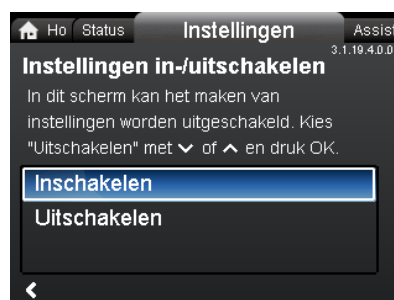 Ho Status Instellingen Assist
3.1.19.4.0.0
Instellingen in-/uitschakelen
In dit scherm kan het maken van
instellingen worden uitgeschakeld. Kies
"Uitschakelen" met ⌄ of ⌃ en druk OK.
Inschakelen
Uitschakelen